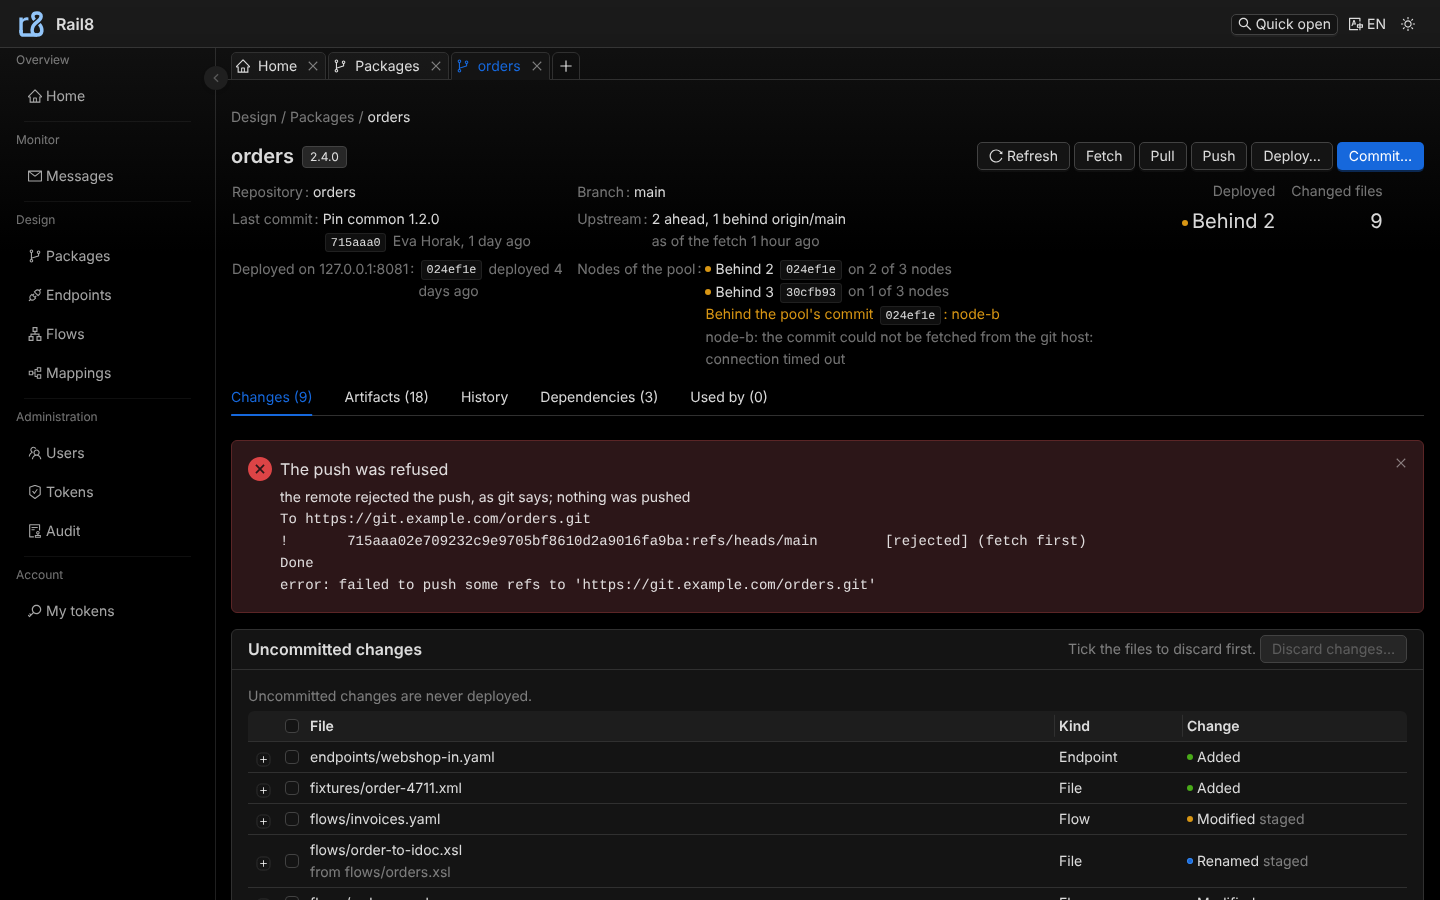 Rail8
Quick open
EN
Overview
Home
Monitor
Messages
Design
Packages
Endpoints
Flows
Mappings
Administration
Users
Tokens
Audit
Account
My tokens
Home
Packages
orders
Design / Packages / orders
orders 2.4.0
Refresh
Fetch
Pull
Push
Deploy...
Commit...
Repository: orders
Branch: main
Last commit: Pin common 1.2.0
715aaa0 Eva Horak, 1 day ago
Upstream: 2 ahead, 1 behind origin/main
as of the fetch 1 hour ago
Deployed on 127.0.0.1:8081: 024ef1e deployed 4
days ago
Nodes of the pool: Behind 2 024ef1e on 2 of 3 nodes
Behind 3 30cfb93 on 1 of 3 nodes
Behind the pool's commit 024ef1e : node-b
node-b: the commit could not be fetched from the git host:
connection timed out
Deployed
Behind 2
Changed files
9
Changes (9)
Artifacts (18)
History
Dependencies (3)
Used by (0)
The push was refused
the remote rejected the push, as git says; nothing was pushed
To https://git.example.com/orders.git
! 715aaa02e709232c9e9705bf8610d2a9016fa9ba:refs/heads/main [rejected] (fetch first)
Done
error: failed to push some refs to 'https://git.example.com/orders.git'
Uncommitted changes
Tick the files to discard first.
Discard changes...
Uncommitted changes are never deployed.
File Kind Change
endpoints/webshop-in.yaml Endpoint Added
fixtures/order-4711.xml File Added
flows/invoices.yaml Flow Modified staged
flows/order-to-idoc.xsl File Renamed staged
from flows/orders.xsl